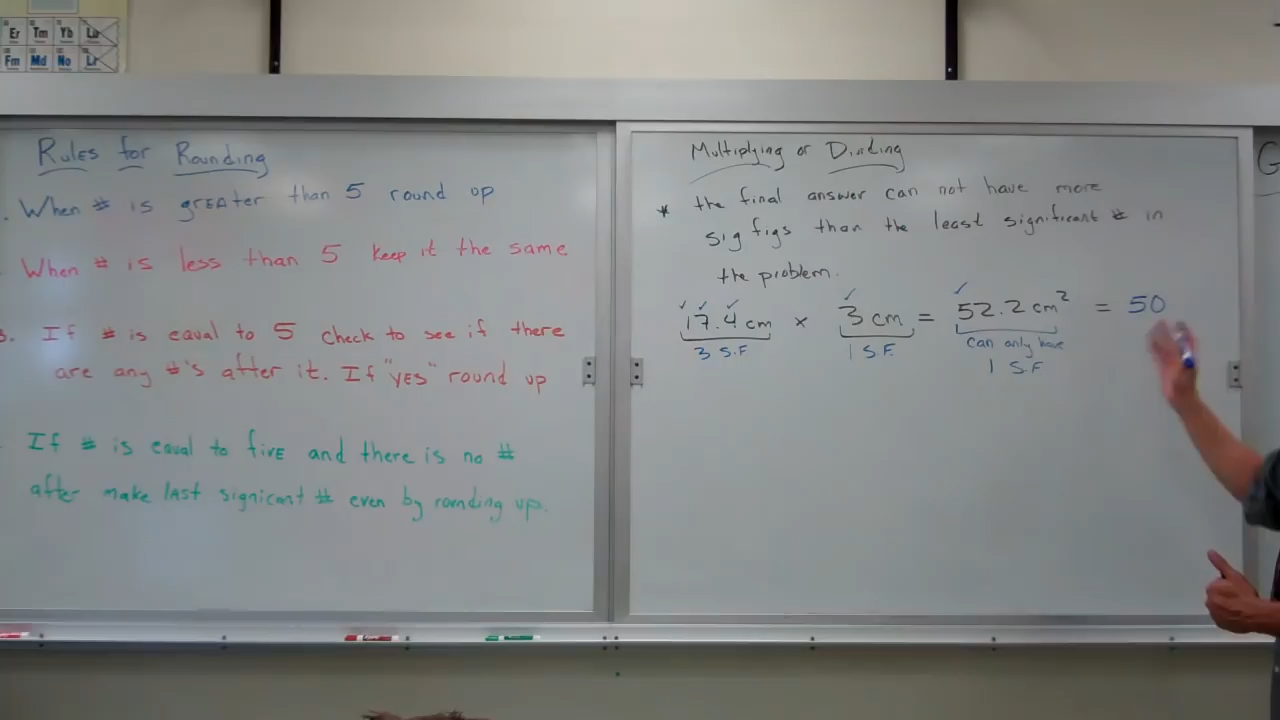 Er Tm Yb Lu
Fm Md No Lr
Rules for Rounding
. When # is grEAter than 5 round up
When # is less than 5 keep it the same
3. If # is equal to 5 check to see if there
are any #'s after it. If "yes" round up
If # is equal to fivE and there is no #
after make lAST signicant # even by rounding up.
Multiplying or Dividing
* the final answer can not have more
sig figs than the least significant # in
the problem.
17.4 cm x 3 cm = 52.2 cm² = 50
3 S.F 1 S.F. can only have
1 S.F
G